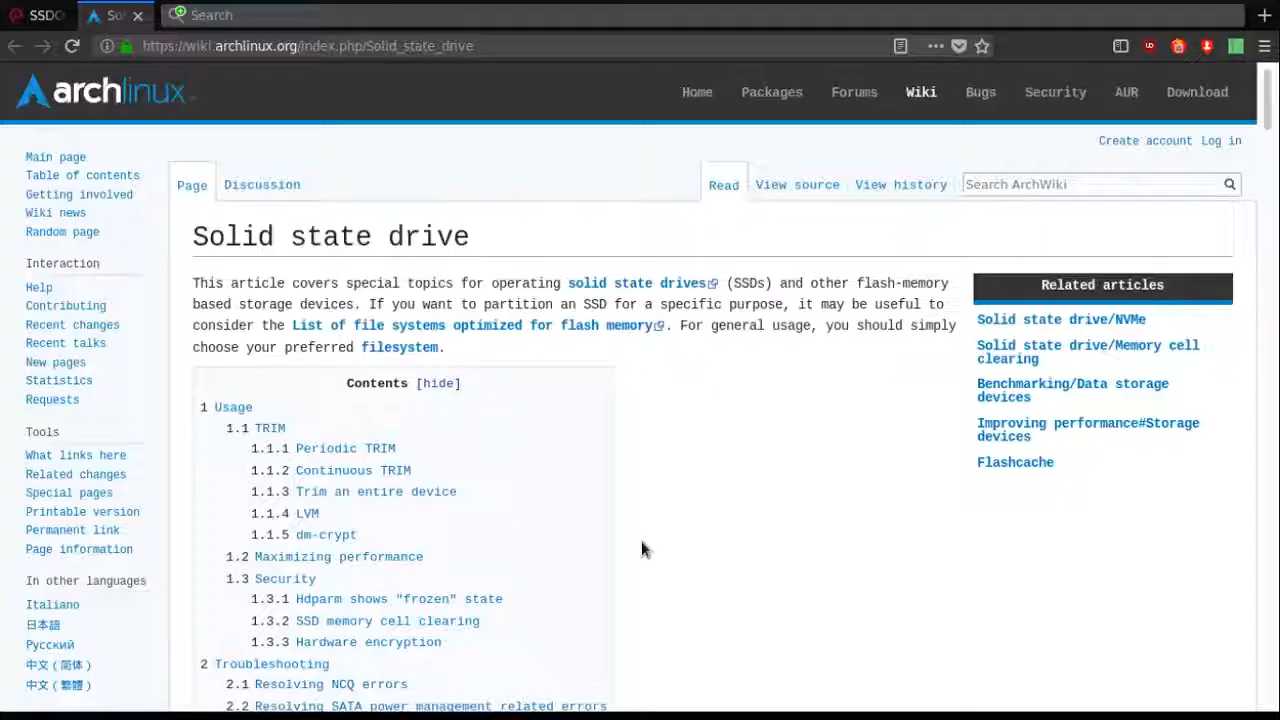 SSD
So
Search
https://wiki.archlinux.org/index.php/Solid_state_drive
archlinux
Home Packages Forums Wiki Bugs Security AUR Download
Create account Log in
Page Discussion Read View source View history Search ArchWiki
Main page
Table of contents
Getting involved
Wiki news
Random page
Interaction
Help
Contributing
Recent changes
Recent talks
New pages
Statistics
Requests
Tools
What links here
Related changes
Special pages
Printable version
Permanent link
Page information
In other languages
Italiano
日本語
Русский
中文（简体）
中文（繁體）
Solid state drive
This article covers special topics for operating solid state drives (SSDs) and other flash-memory
based storage devices. If you want to partition an SSD for a specific purpose, it may be useful to
consider the List of file systems optimized for flash memory. For general usage, you should simply
choose your preferred filesystem.
Contents [hide]
1 Usage
1.1 TRIM
1.1.1 Periodic TRIM
1.1.2 Continuous TRIM
1.1.3 Trim an entire device
1.1.4 LVM
1.1.5 dm-crypt
1.2 Maximizing performance
1.3 Security
1.3.1 Hdparm shows "frozen" state
1.3.2 SSD memory cell clearing
1.3.3 Hardware encryption
2 Troubleshooting
2.1 Resolving NCQ errors
2.2 Resolving SATA power management related errors
Related articles
Solid state drive/NVMe
Solid state drive/Memory cell
clearing
Benchmarking/Data storage
devices
Improving performance#Storage
devices
Flashcache